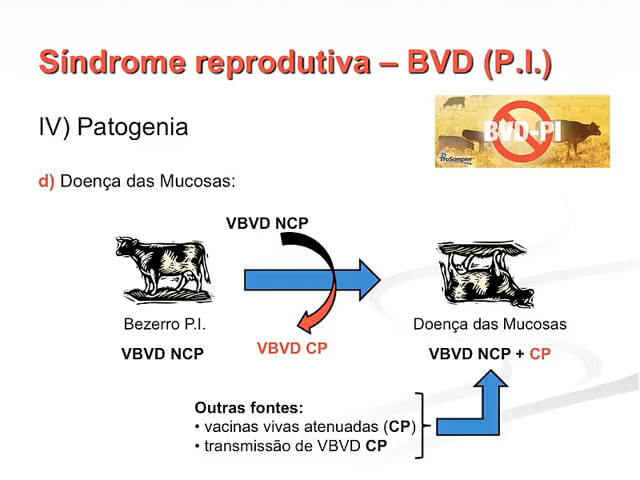 Síndrome reprodutiva – BVD (P.I.)
IV) Patogenia
BVD-PI
ProSampler
d) Doença das Mucosas:
VBVD NCP
Bezerro P.I.
VBVD NCP
VBVD CP
Doença das Mucosas
VBVD NCP + CP
Outras fontes:
• vacinas vivas atenuadas (CP)
• transmissão de VBVD CP